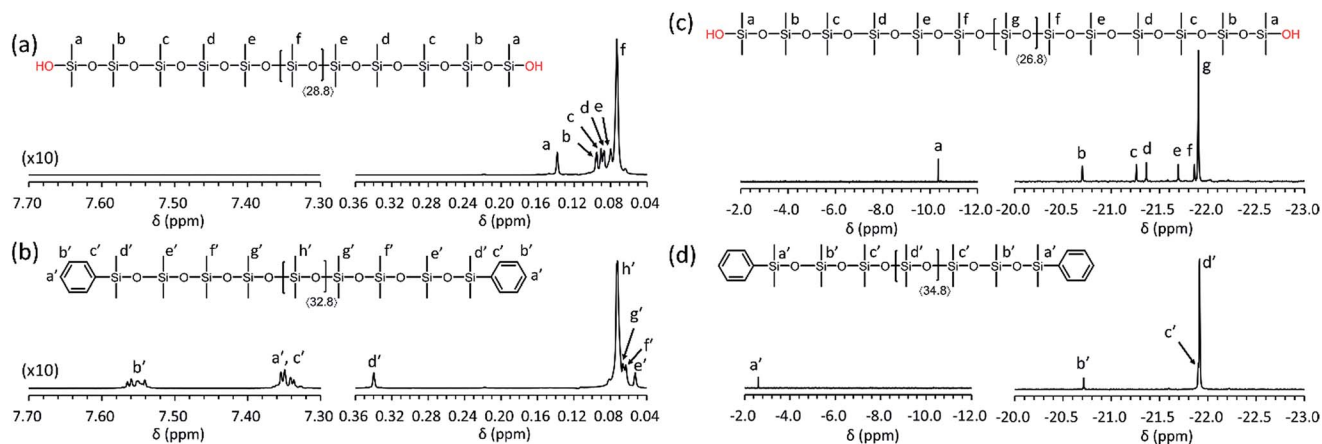 (a)
a b c d e f e d c b a
HO Si O Si O Si O Si O Si O Si O Si O Si O Si O Si O Si OH
⟨28.8⟩
f
d e
c
b
a
(x10)
7.70 7.60 7.50 7.40 7.30 0.36 0.32 0.28 0.24 0.20 0.16 0.12 0.08 0.04
δ (ppm) δ (ppm)
(b)
b′ c′ d′ e′ f′ g′ h′ g′ f′ e′ d′ c′ b′
a′ Si O Si O Si O Si O Si O Si O Si O Si O Si a′
⟨32.8⟩
h′
g′
f′
e′
d′
a′, c′
b′
(x10)
7.70 7.60 7.50 7.40 7.30 0.36 0.32 0.28 0.24 0.20 0.16 0.12 0.08 0.04
δ (ppm) δ (ppm)
(c)
a b c d e f g f e d c b a
HO Si O Si O Si O Si O Si O Si O Si O Si O Si O Si O Si O Si O Si OH
⟨26.8⟩
g
a
b c d e f
-2.0 -4.0 -6.0 -8.0 -10.0 -12.0 -20.0 -20.5 -21.0 -21.5 -22.0 -22.5 -23.0
δ (ppm) δ (ppm)
(d)
a′ b′ c′ d′ c′ b′ a′
Si O Si O Si O Si O Si O Si O Si
⟨34.8⟩
d′
c′
a′ b′
-2.0 -4.0 -6.0 -8.0 -10.0 -12.0 -20.0 -20.5 -21.0 -21.5 -22.0 -22.5 -23.0
δ (ppm) δ (ppm)